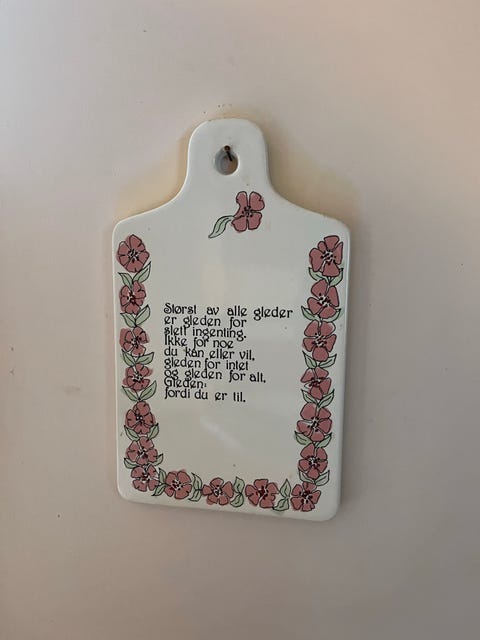 Størst av alle gleder
er gleden for
slett ingenting.
Ikke for noe
du kan eller vil,
gleden for intet
og gleden for alt.
Gleden:
fordi du er til.